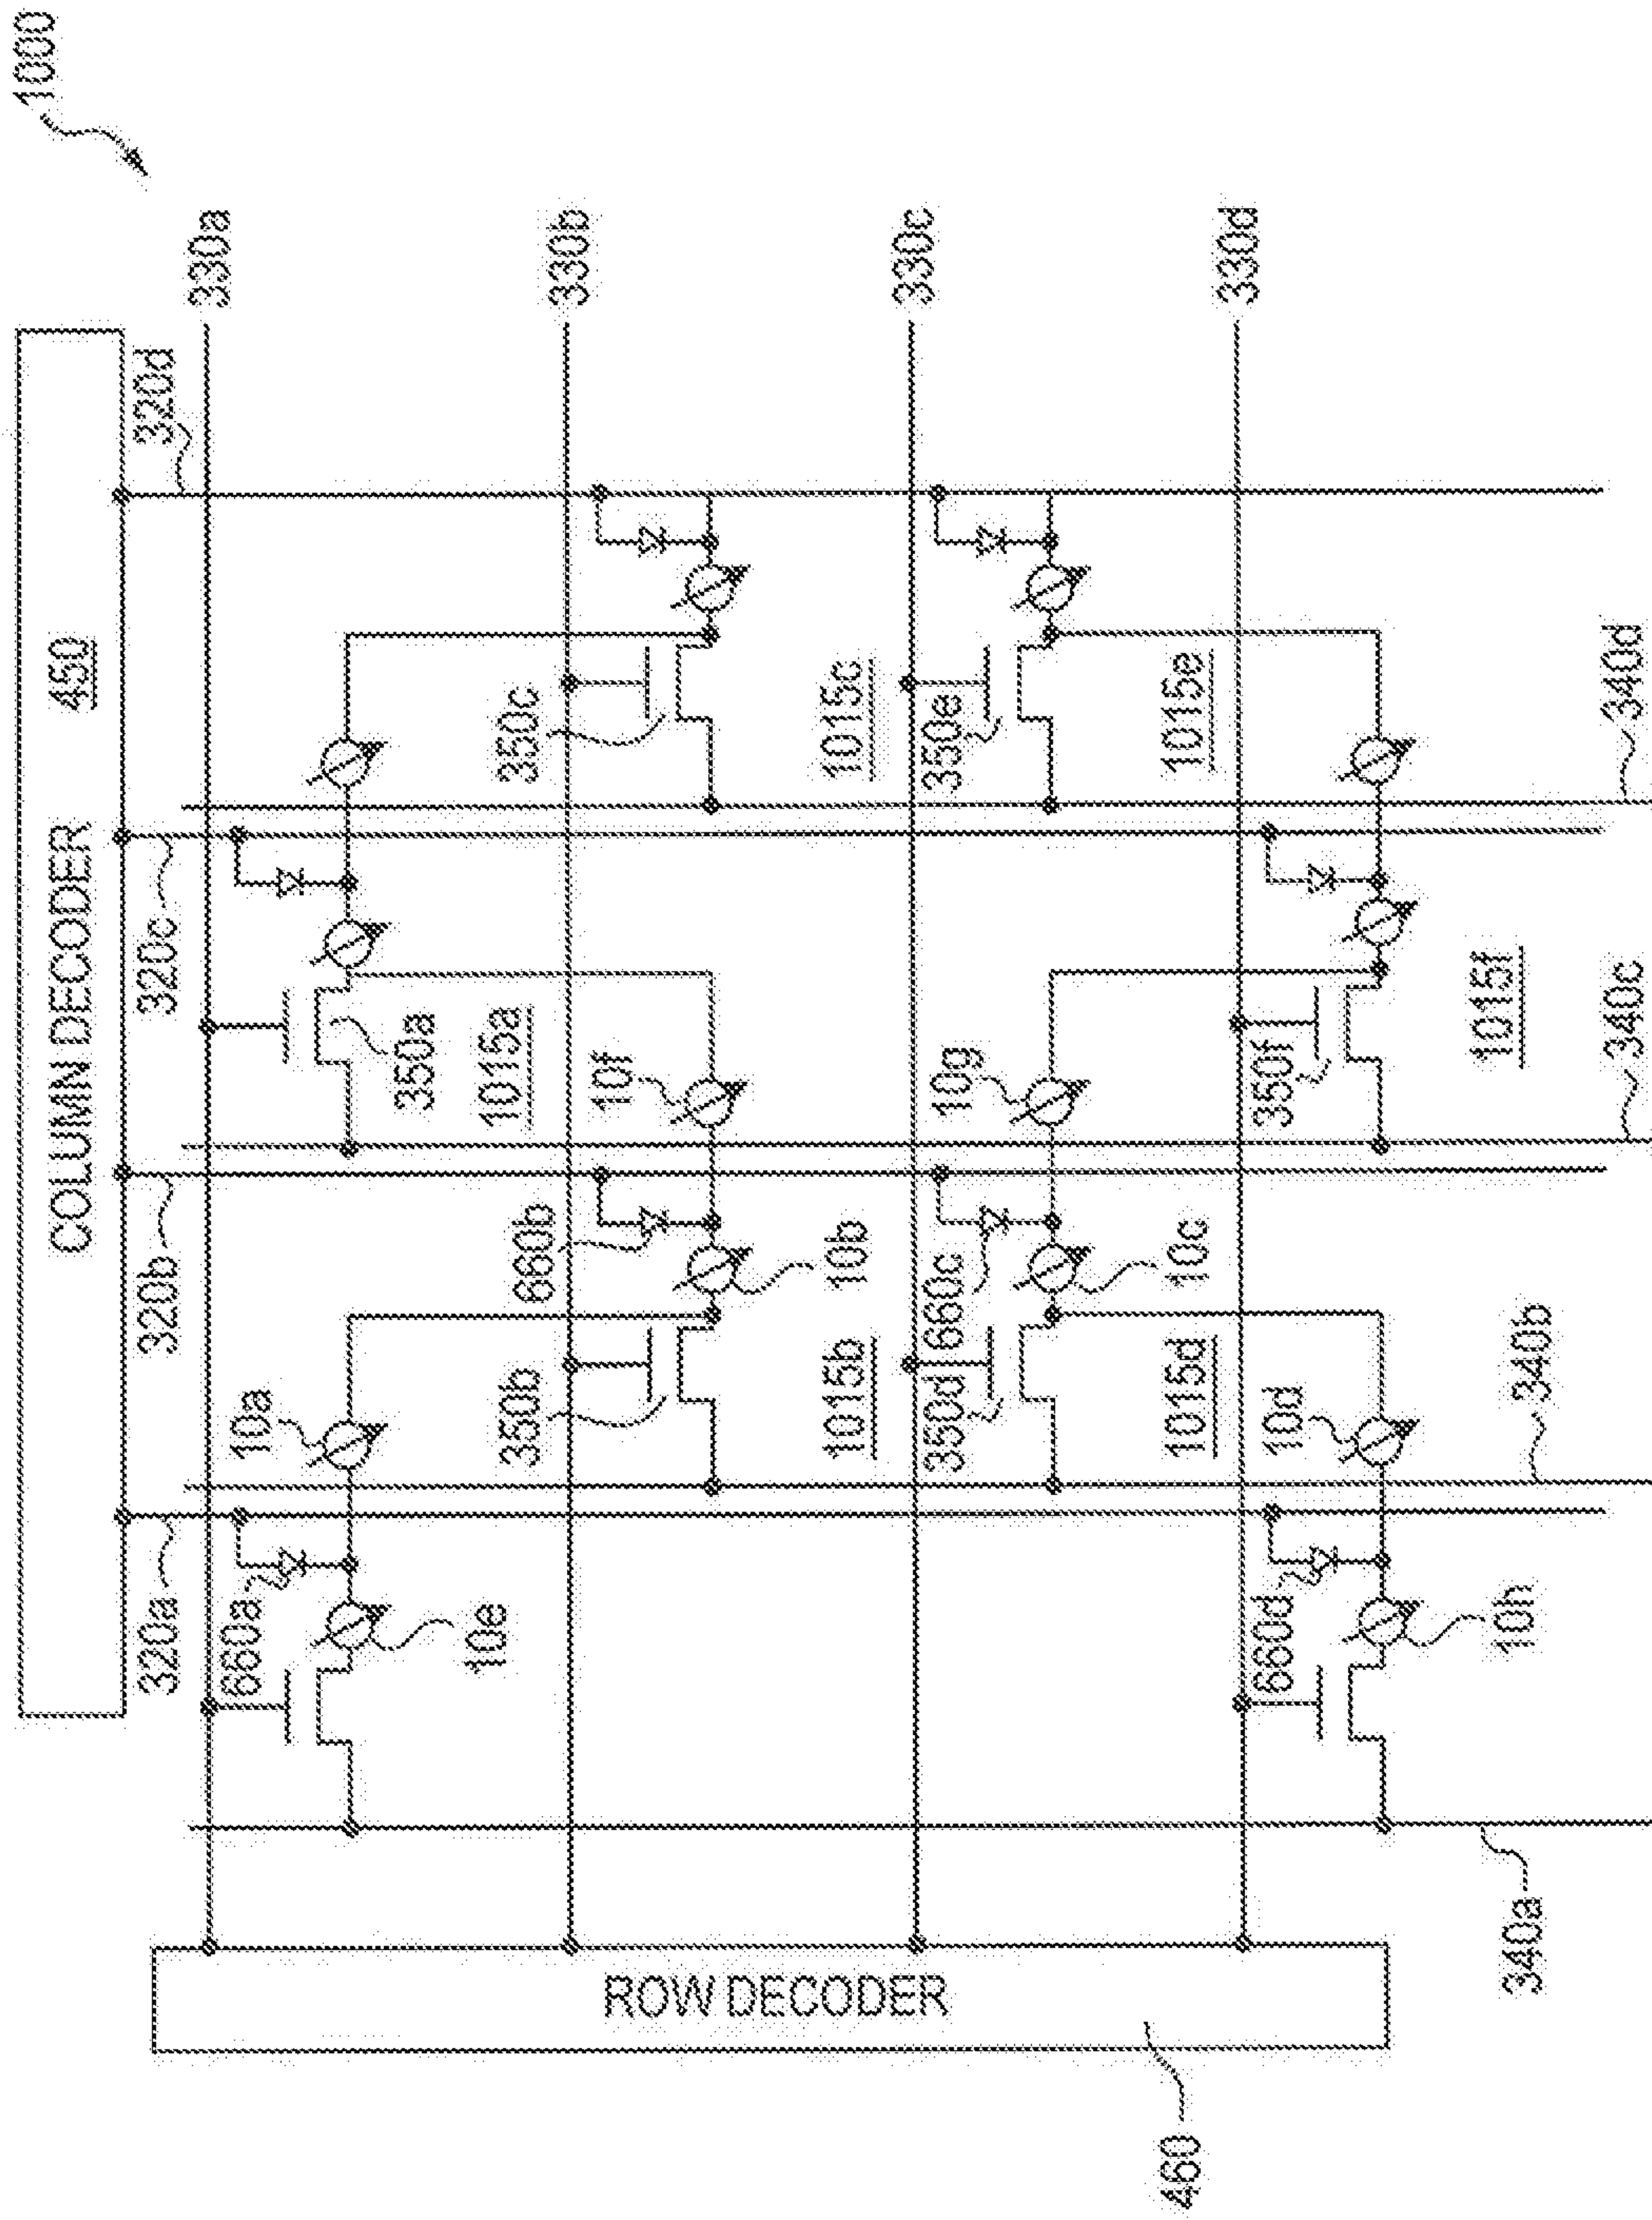 1000
COLUMN DECODER 450
320a
320b
320c
320d
330a
660a
10a
10e
350a
1015a
330b
350b
660b
10f
350c
1015b
10b
1015c
330c
350d
660c
10g
350e
1015d
10c
1015e
330d
660d
10d
350f
10h
1015f
340a
340b
340c
340d
ROW DECODER
460